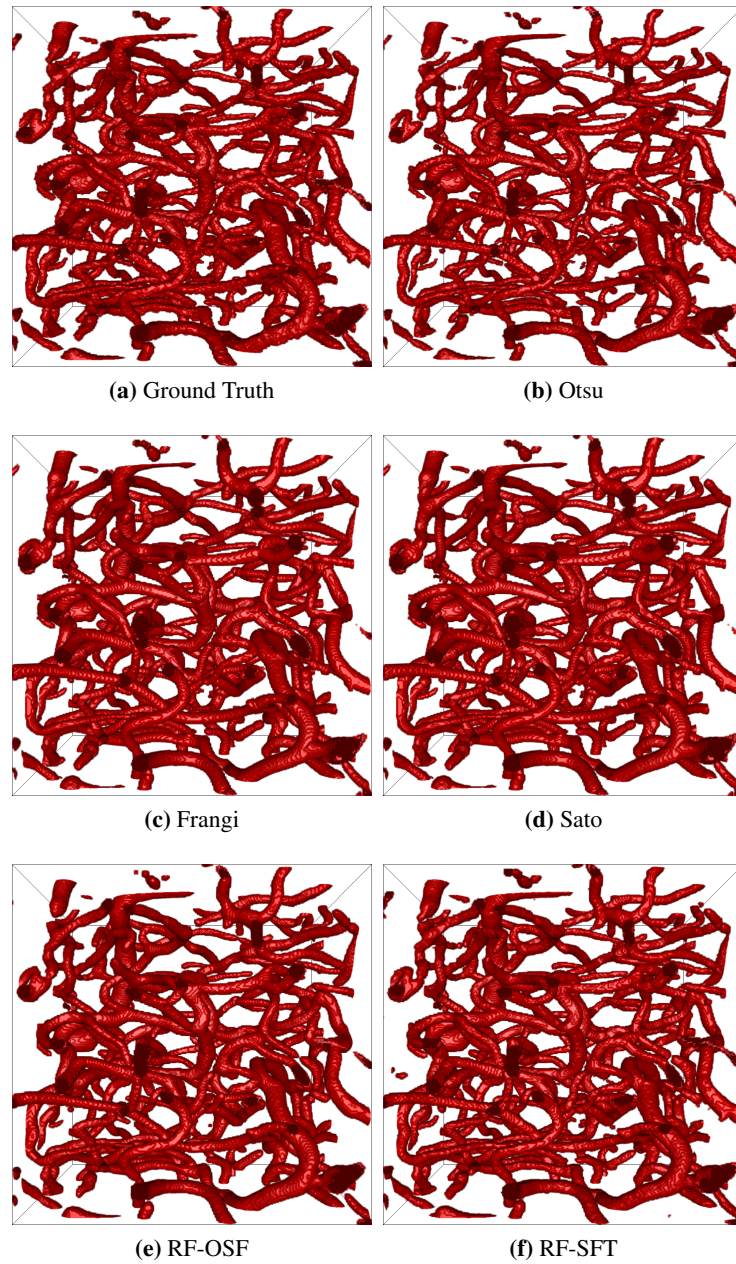 (a) Ground Truth
(b) Otsu
(c) Frangi
(d) Sato
(e) RF-OSF
(f) RF-SFT